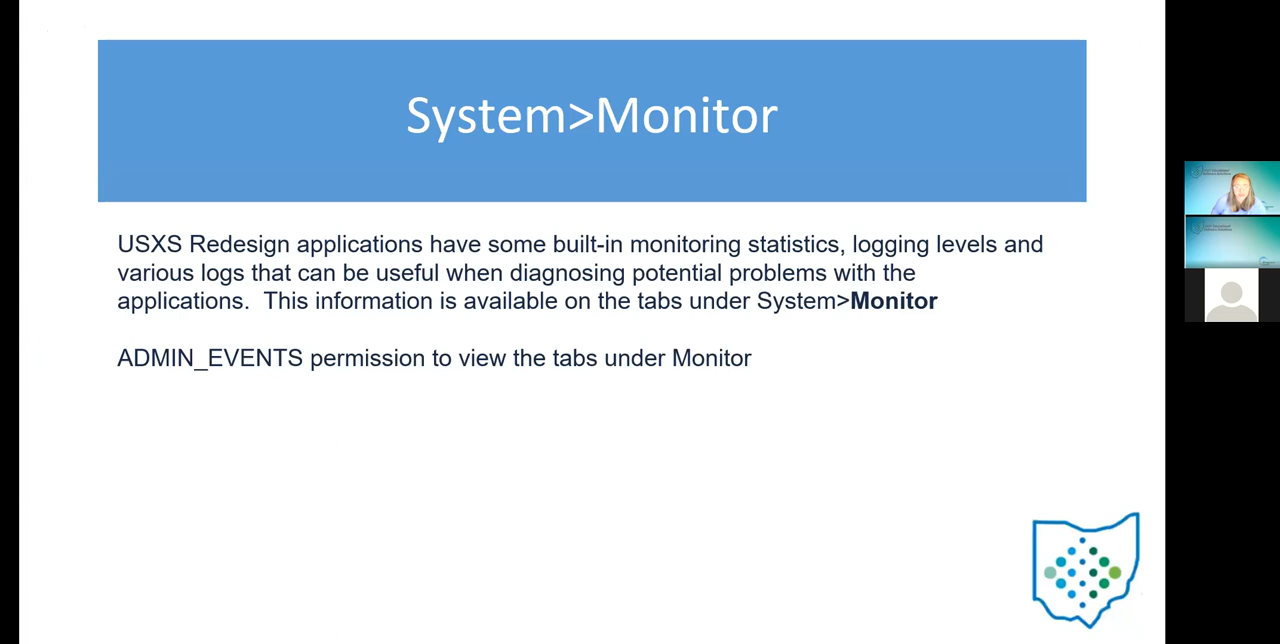 System>Monitor
USXS Redesign applications have some built-in monitoring statistics, logging levels and
various logs that can be useful when diagnosing potential problems with the
applications.  This information is available on the tabs under System>Monitor
ADMIN_EVENTS permission to view the tabs under Monitor